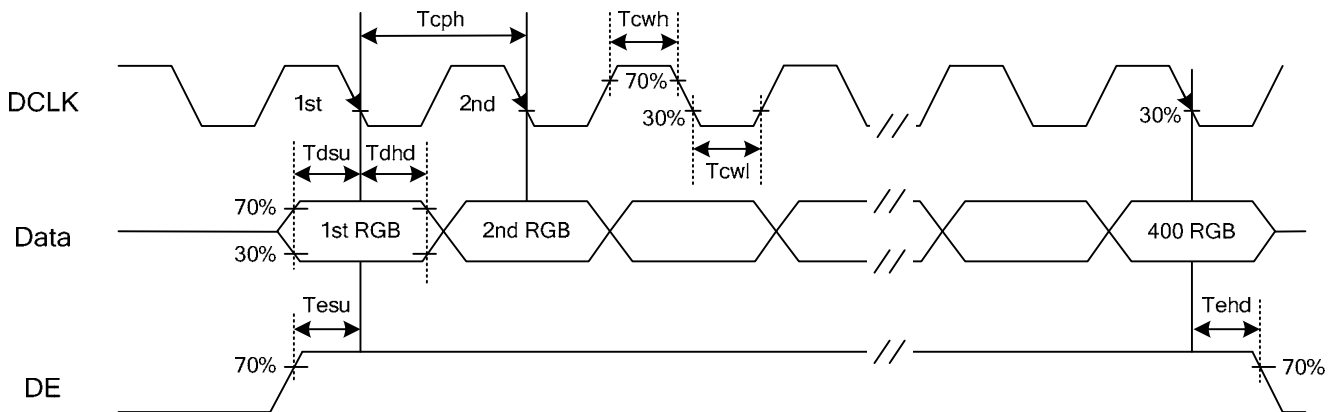 Tcph
Tcwh
DCLK
1st
2nd
70%
30%
30%
Tcwl
Tdsu
Tdhd
70%
Data
1st RGB
2nd RGB
400 RGB
30%
Tesu
Tehd
70%
70%
DE